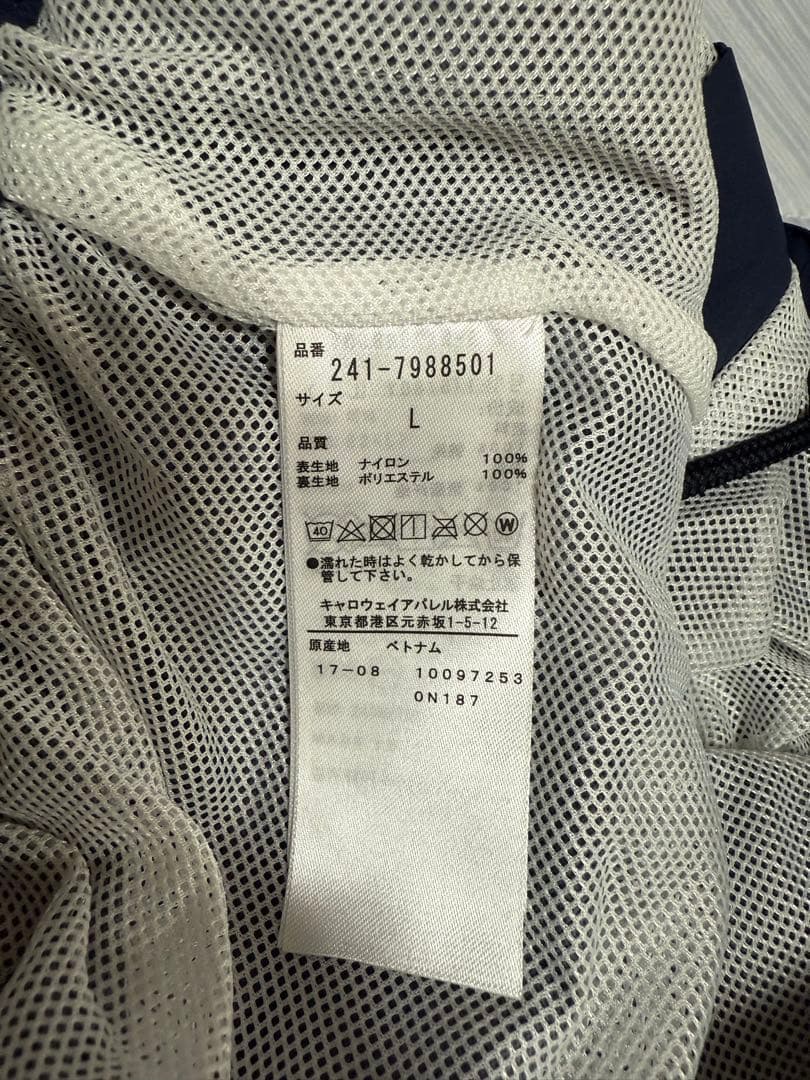 品番
241-7988501
サイズ
L
品質
表生地 ナイロン 100%
裏生地 ポリエステル 100%
40 W
●濡れた時はよく乾かしてから保
管して下さい。
キャロウェイアパレル株式会社
東京都港区元赤坂1-5-12
原産地 ベトナム
17-08 10097253
0N187